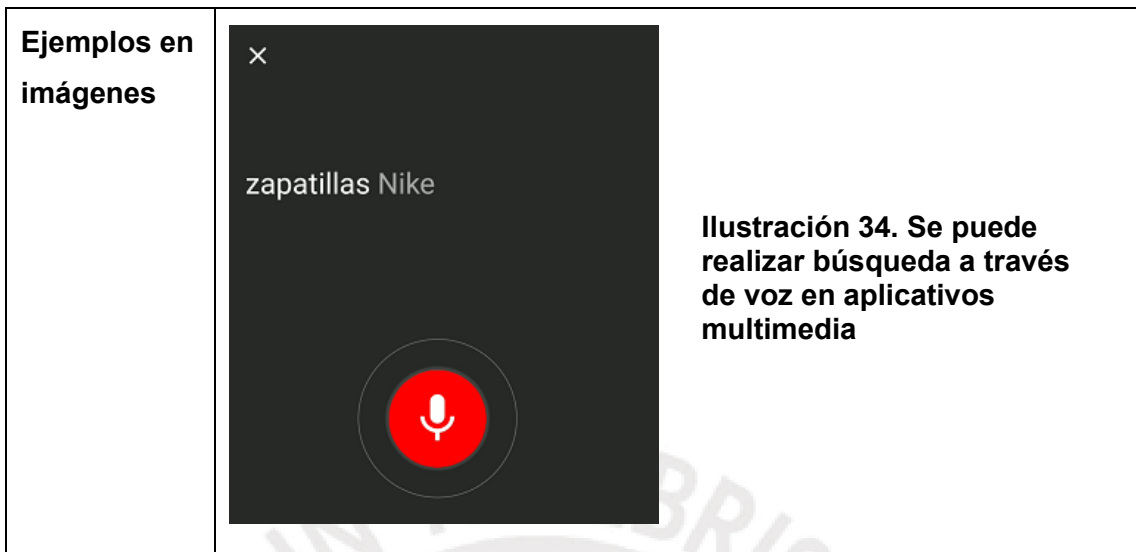 Ejemplos en
imágenes
zapatillas Nike
Ilustración 34. Se puede
realizar búsqueda a través
de voz en aplicativos
multimedia